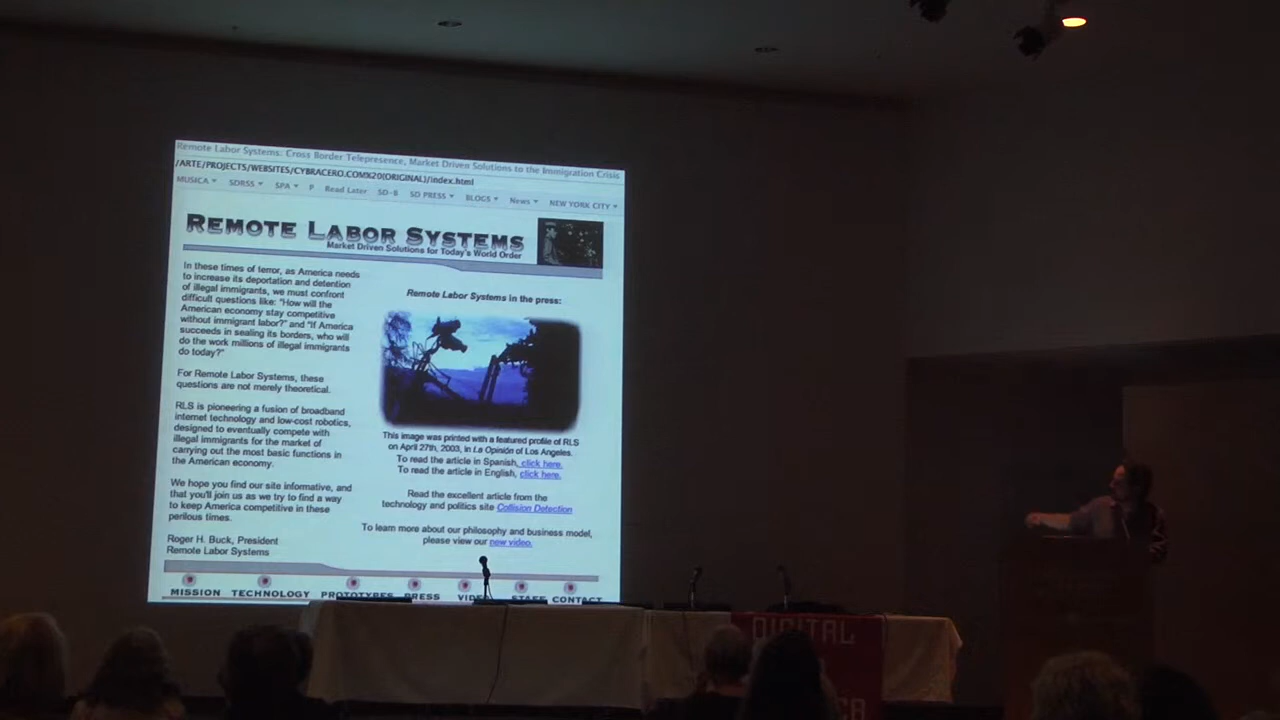 Remote Labor Systems: Cross Border Telepresence, Market Driven Solutions to the Immigration Crisis
/ARTE/PROJECTS/WEBSITES/CYBRACERO.COM%20(ORIGINAL)/index.html
MUSICA SDRSS SPA P Read Later SD-B SD PRESS BLOGS News NEW YORK CITY
REMOTE LABOR SYSTEMS
Market Driven Solutions for Today's World Order
In these times of terror, as America needs
to increase its deportation and detention
of illegal immigrants, we must confront
difficult questions like: "How will the
American economy stay competitive
without immigrant labor?" and "If America
succeeds in sealing its borders, who will
do the work millions of illegal immigrants
do today?"
For Remote Labor Systems, these
questions are not merely theoretical.
RLS is pioneering a fusion of broadband
internet technology and low-cost robotics,
designed to eventually compete with
illegal immigrants for the market of
carrying out the most basic functions in
the American economy.
We hope you find our site informative, and
that you'll join us as we try to find a way
to keep America competitive in these
perilous times.
Roger H. Buck, President
Remote Labor Systems
Remote Labor Systems in the press:
This image was printed with a featured profile of RLS
on April 27th, 2003, in La Opinión of Los Angeles.
To read the article in Spanish, click here.
To read the article in English, click here.
Read the excellent article from the
technology and politics site Collision Detection
To learn more about our philosophy and business model,
please view our new video.
MISSION TECHNOLOGY PROTOTYPES PRESS VIDE STAFF CONTACT
DIGITAL